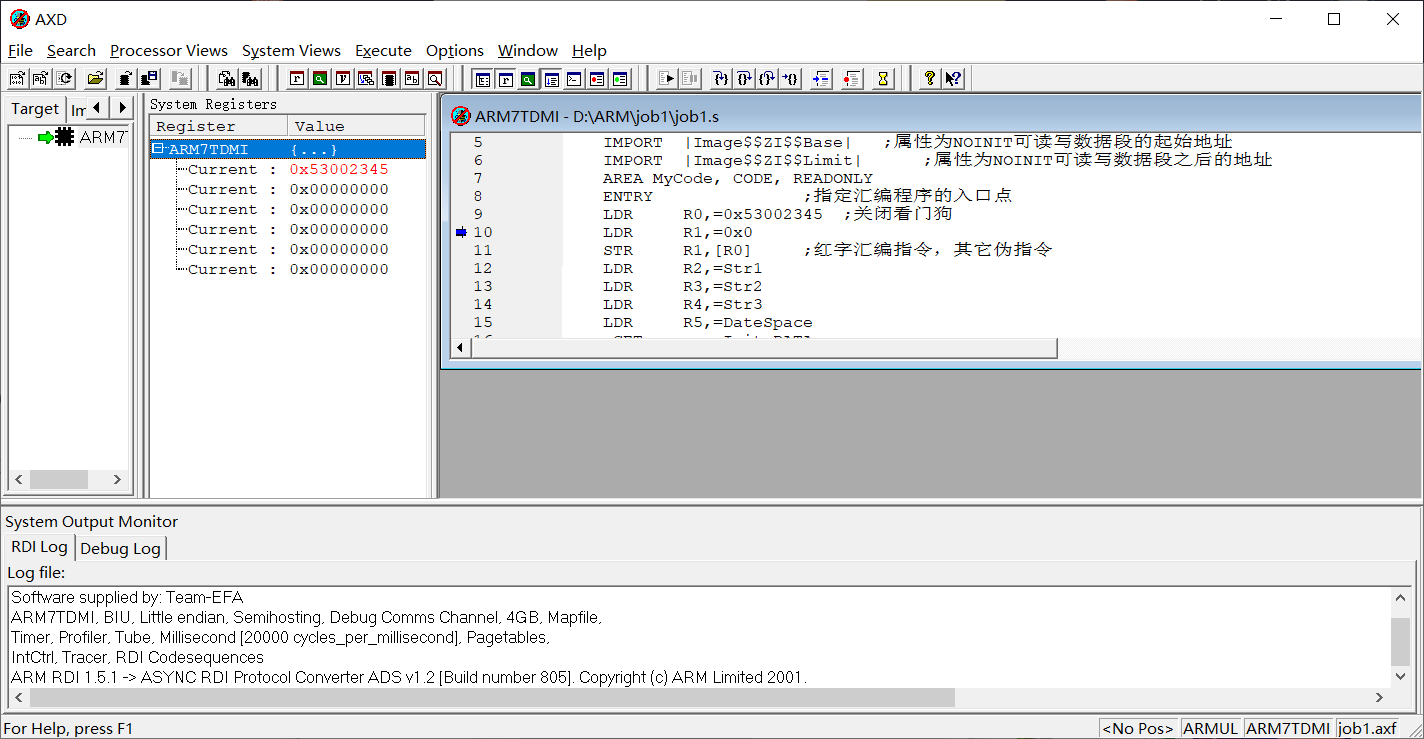 AXD
File Search Processor Views System Views Execute Options Window Help
Target In
ARM7T
System Registers
Register Value
ARM7TDMI {...}
Current : 0x53002345
Current : 0x00000000
Current : 0x00000000
Current : 0x00000000
Current : 0x00000000
Current : 0x00000000
ARM7TDMI - D:\ARM\job1\job1.s
5 IMPORT |Image$$ZI$$Base| ;属性为NOINIT可读写数据段的起始地址
6 IMPORT |Image$$ZI$$Limit| ;属性为NOINIT可读写数据段之后的地址
7 AREA MyCode, CODE, READONLY
8 ENTRY ;指定汇编程序的入口点
9 LDR R0,=0x53002345 ;关闭看门狗
10 LDR R1,=0x0
11 STR R1,[R0] ;红字汇编指令，其它伪指令
12 LDR R2,=Str1
13 LDR R3,=Str2
14 LDR R4,=Str3
15 LDR R5,=DateSpace
System Output Monitor
RDI Log Debug Log
Log file:
Software supplied by: Team-EFA
ARM7TDMI, BIU, Little endian, Semihosting, Debug Comms Channel, 4GB, Mapfile,
Timer, Profiler, Tube, Millisecond [20000 cycles_per_millisecond], Pagetables,
IntCtrl, Tracer, RDI Codesequences
ARM RDI 1.5.1 -> ASYNC RDI Protocol Converter ADS v1.2 [Build number 805]. Copyright (c) ARM Limited 2001.
For Help, press F1 <No Pos> ARMUL ARM7TDMI job1.axf